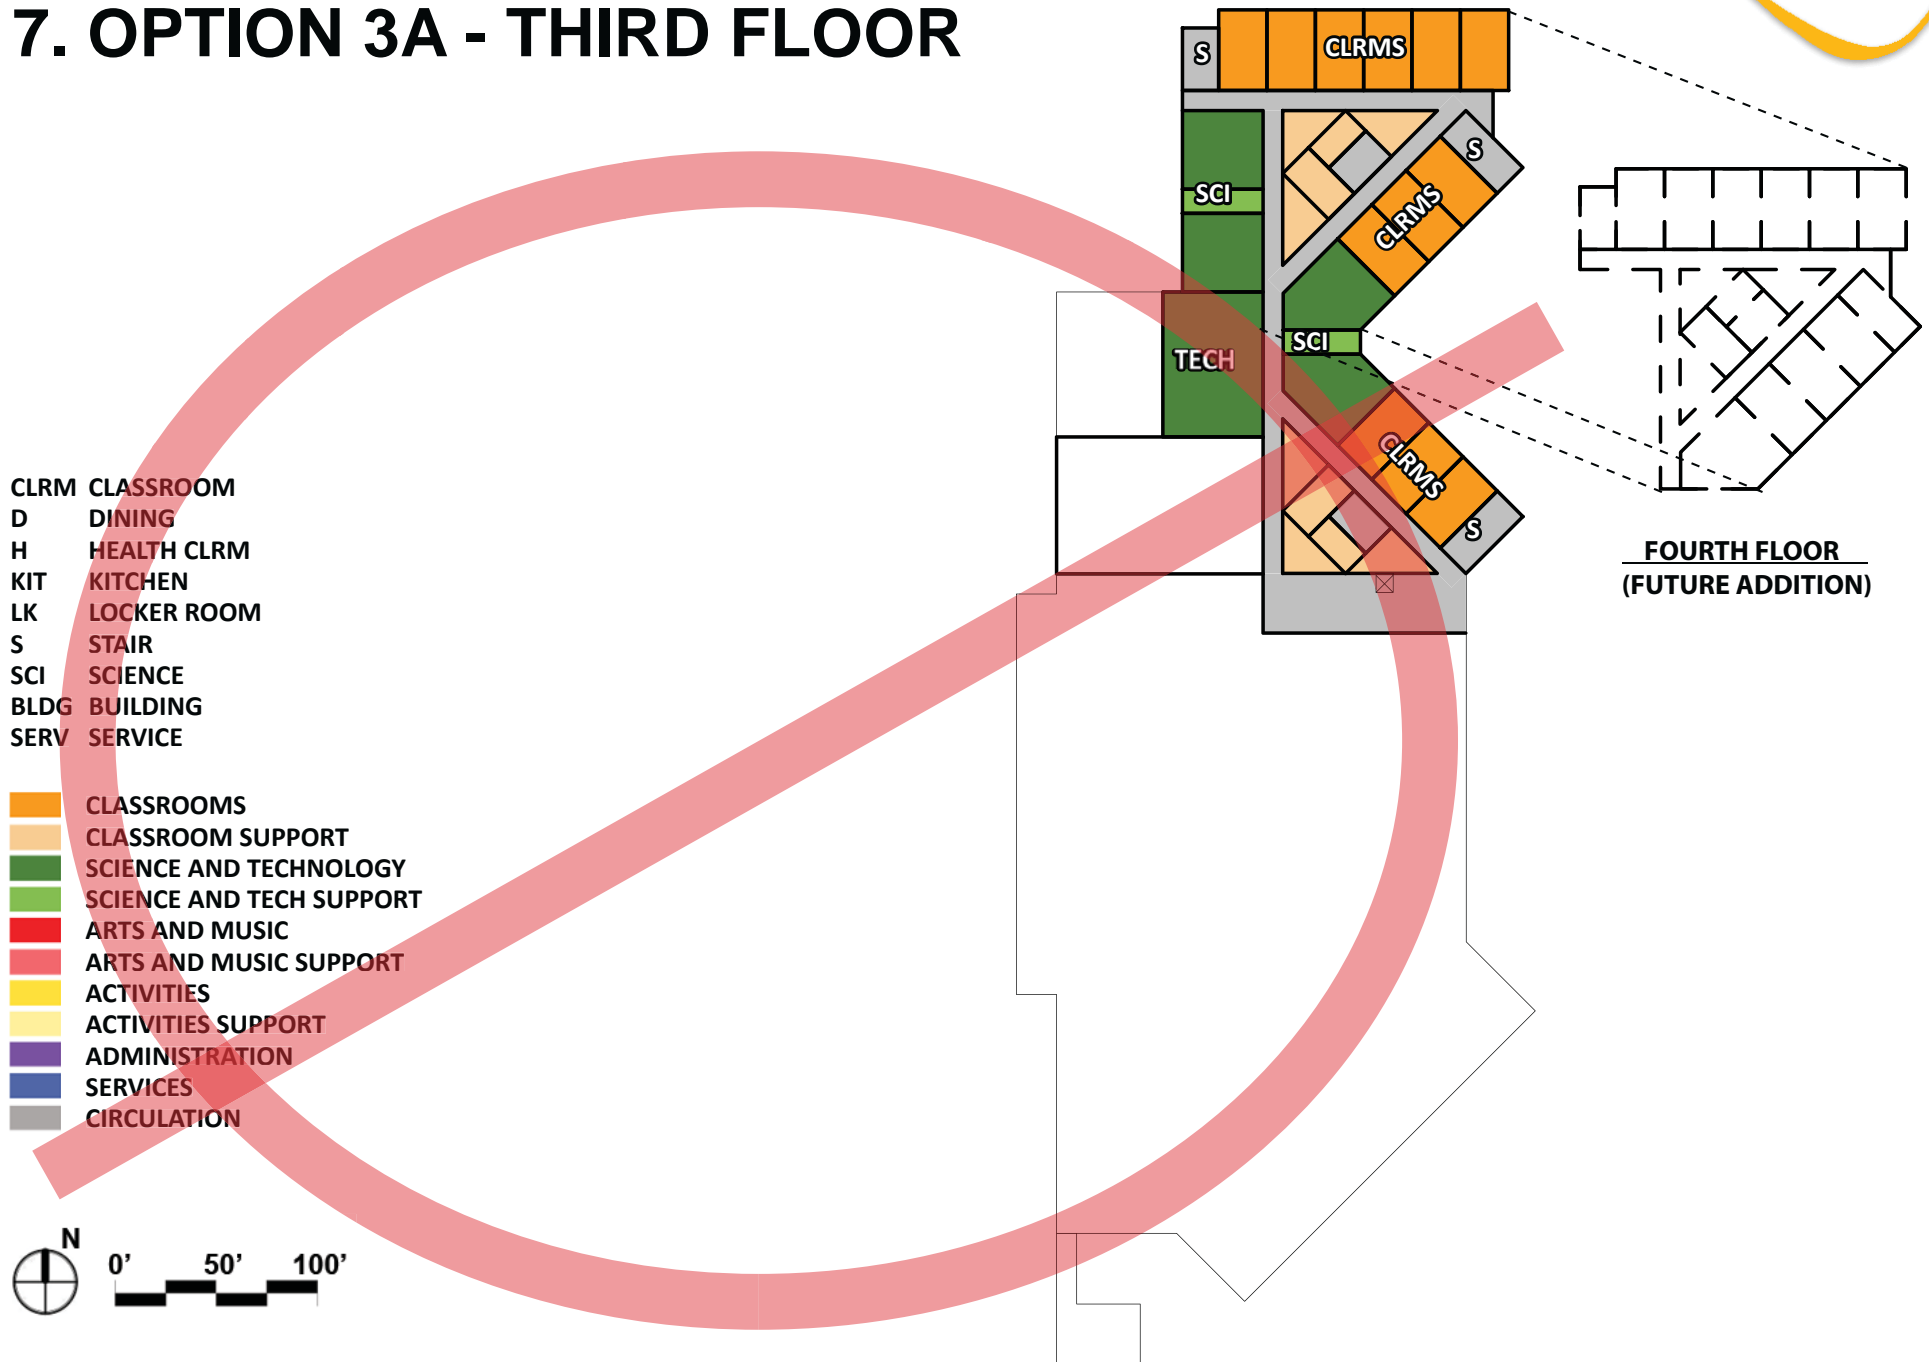 7. OPTION 3A - THIRD FLOOR
S
CLRMS
S
CLRMS
SCI
SCI
TECH
CLRMS
S
FOURTH FLOOR
(FUTURE ADDITION)
CLRM CLASSROOM
D DINING
H HEALTH CLRM
KIT KITCHEN
LK LOCKER ROOM
S STAIR
SCI SCIENCE
BLDG BUILDING
SERV SERVICE
CLASSROOMS
CLASSROOM SUPPORT
SCIENCE AND TECHNOLOGY
SCIENCE AND TECH SUPPORT
ARTS AND MUSIC
ARTS AND MUSIC SUPPORT
ACTIVITIES
ACTIVITIES SUPPORT
ADMINISTRATION
SERVICES
CIRCULATION
N
0' 50' 100'